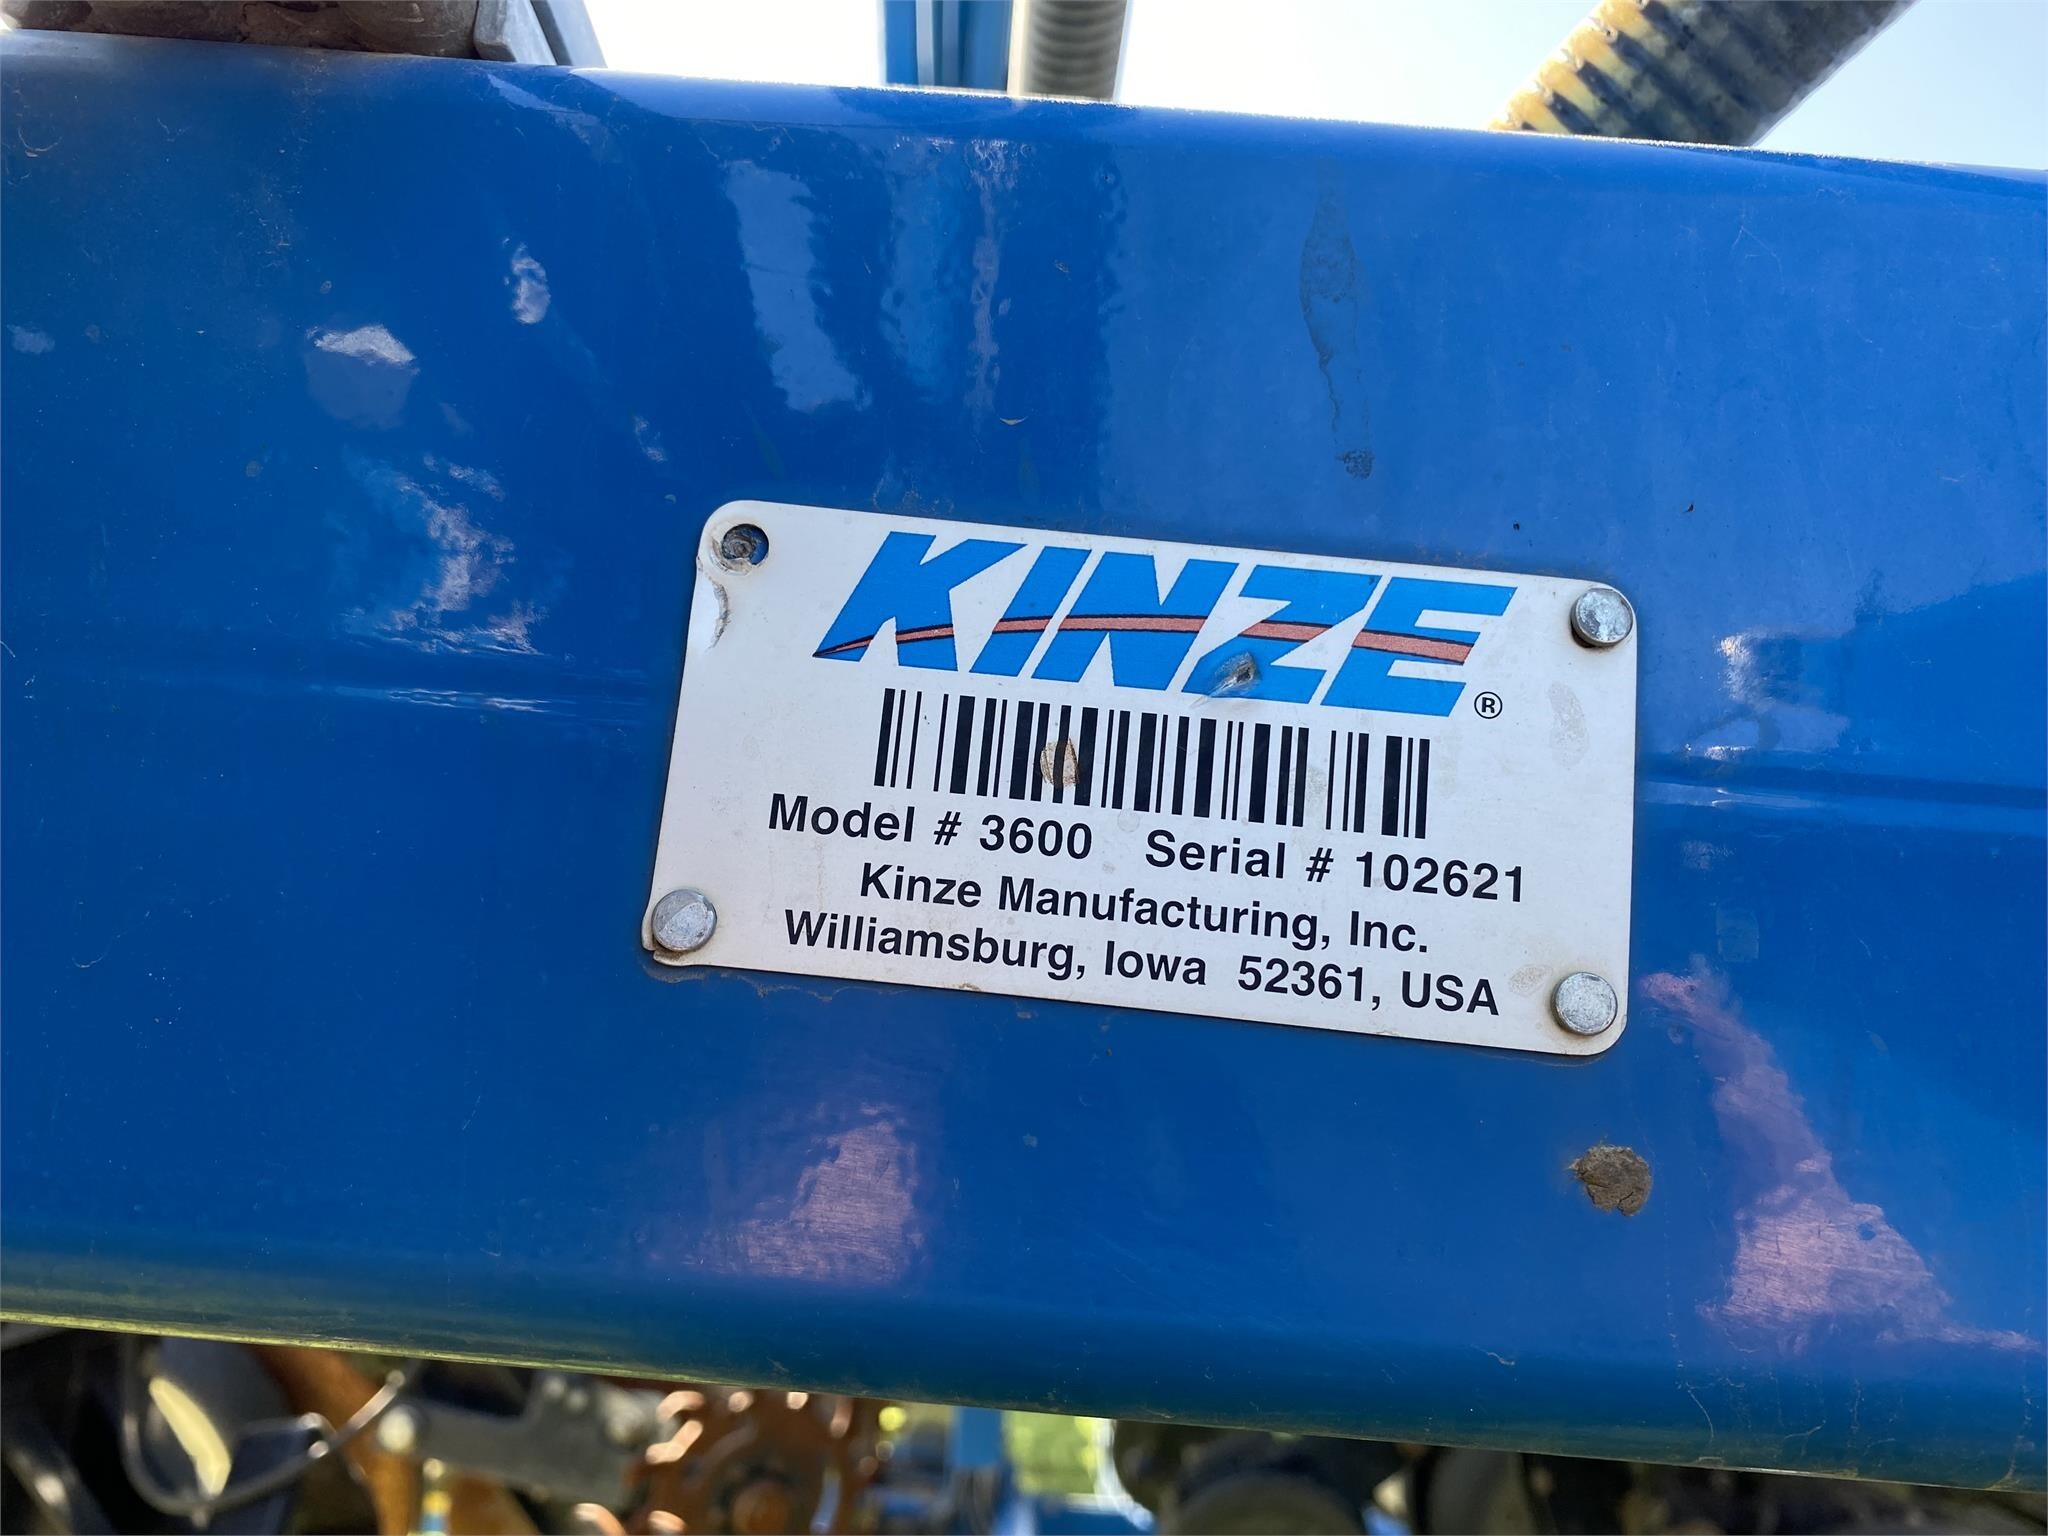 KINZE®
Model # 3600 Serial # 102621
Kinze Manufacturing, Inc.
Williamsburg, Iowa 52361, USA